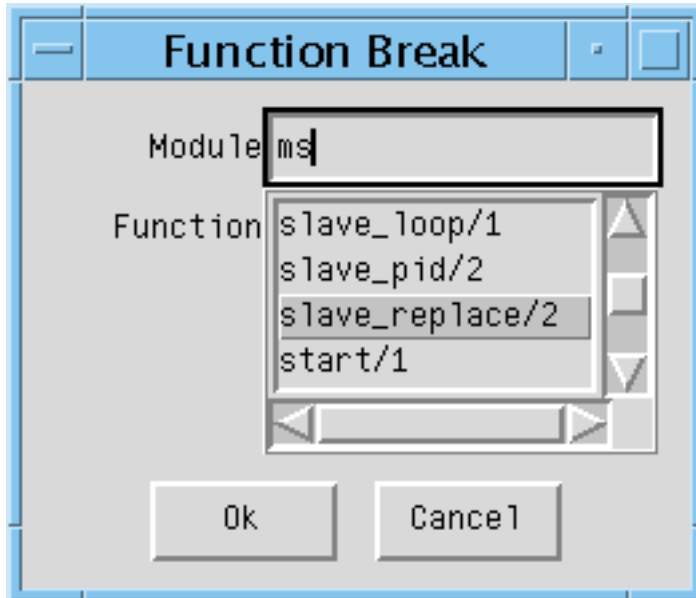 Function Break
Module ms
Function
slave_loop/1
slave_pid/2
slave_replace/2
start/1
Ok Cancel